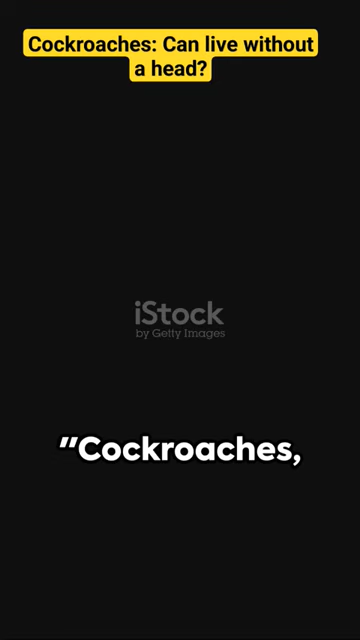 Cockroaches: Can live without
a head?
iStock
by Getty Images
"Cockroaches,